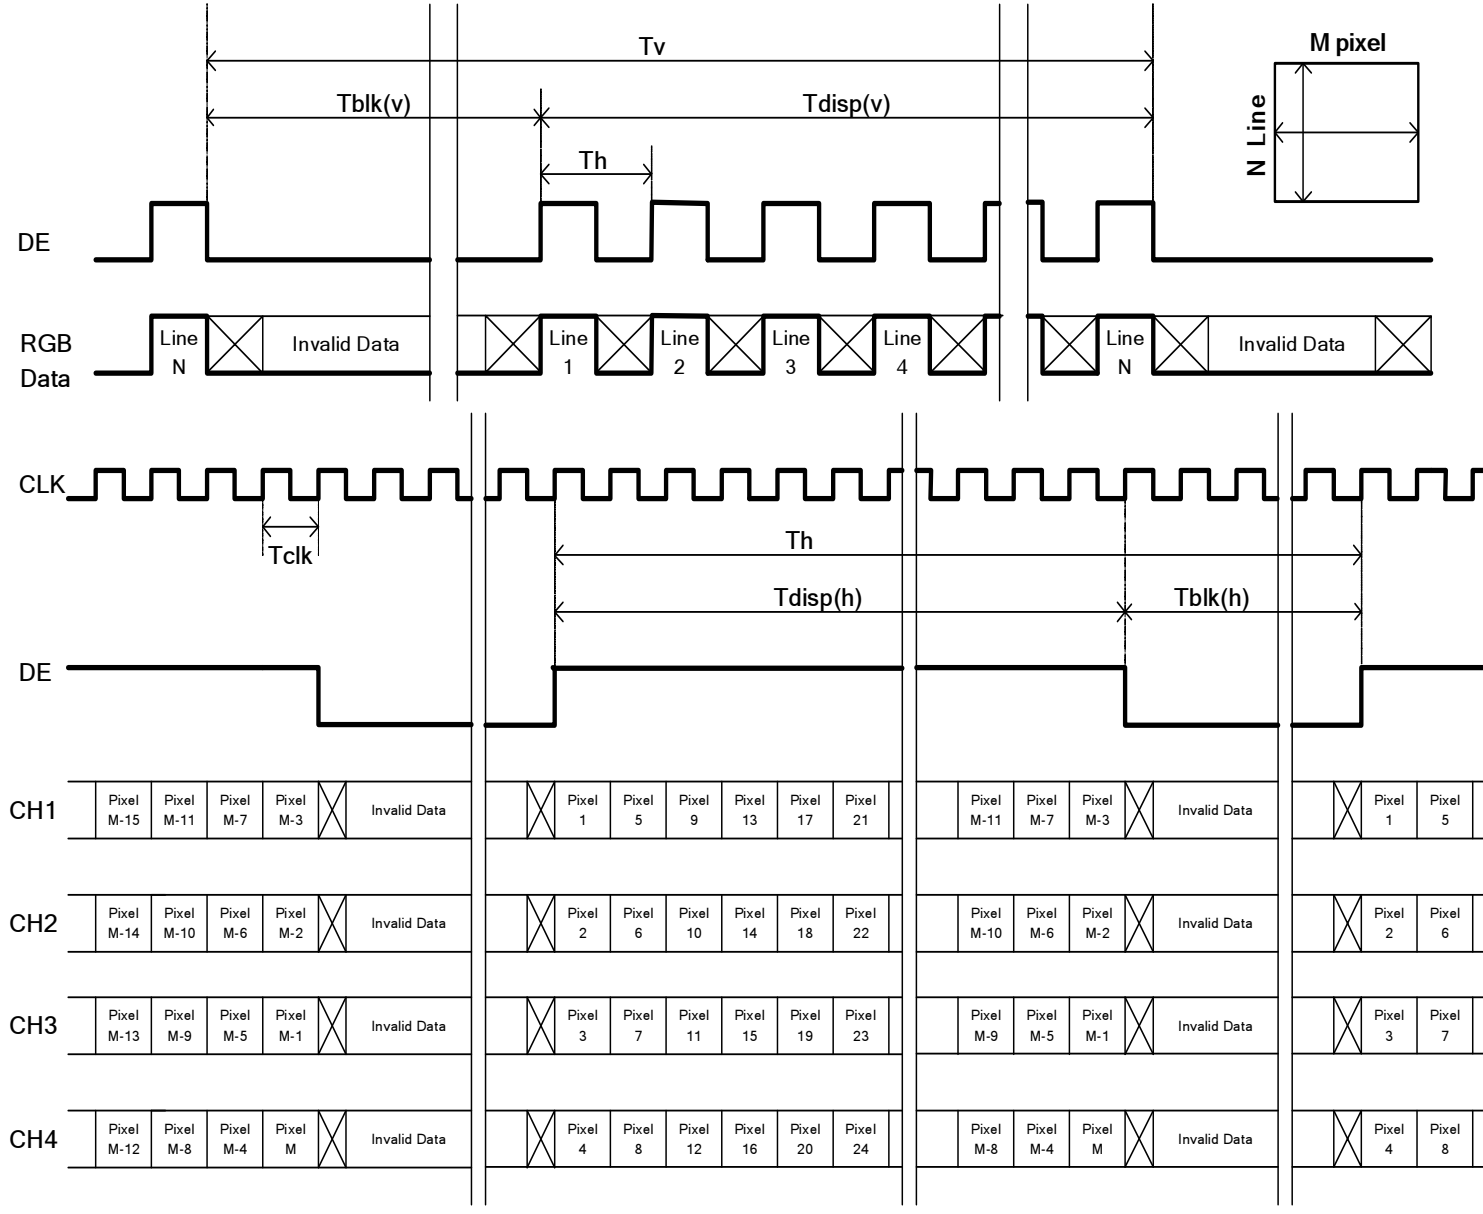 Tv
M pixel
Tblk(v) Tdisp(v)
N Line
Th
DE
RGB
Data
Line
N
Invalid Data
Line
1
Line
2
Line
3
Line
4
Line
N
Invalid Data
CLK
Tclk
Th
Tdisp(h) Tblk(h)
DE
CH1
Pixel Pixel Pixel Pixel
M-15 M-11 M-7 M-3
Invalid Data
Pixel Pixel Pixel Pixel Pixel Pixel
1 5 9 13 17 21
Pixel Pixel Pixel
M-11 M-7 M-3
Invalid Data
Pixel Pixel
1 5
CH2
Pixel Pixel Pixel Pixel
M-14 M-10 M-6 M-2
Invalid Data
Pixel Pixel Pixel Pixel Pixel Pixel
2 6 10 14 18 22
Pixel Pixel Pixel
M-10 M-6 M-2
Invalid Data
Pixel Pixel
2 6
CH3
Pixel Pixel Pixel Pixel
M-13 M-9 M-5 M-1
Invalid Data
Pixel Pixel Pixel Pixel Pixel Pixel
3 7 11 15 19 23
Pixel Pixel Pixel
M-9 M-5 M-1
Invalid Data
Pixel Pixel
3 7
CH4
Pixel Pixel Pixel Pixel
M-12 M-8 M-4 M
Invalid Data
Pixel Pixel Pixel Pixel Pixel Pixel
4 8 12 16 20 24
Pixel Pixel Pixel
M-8 M-4 M
Invalid Data
Pixel Pixel
4 8